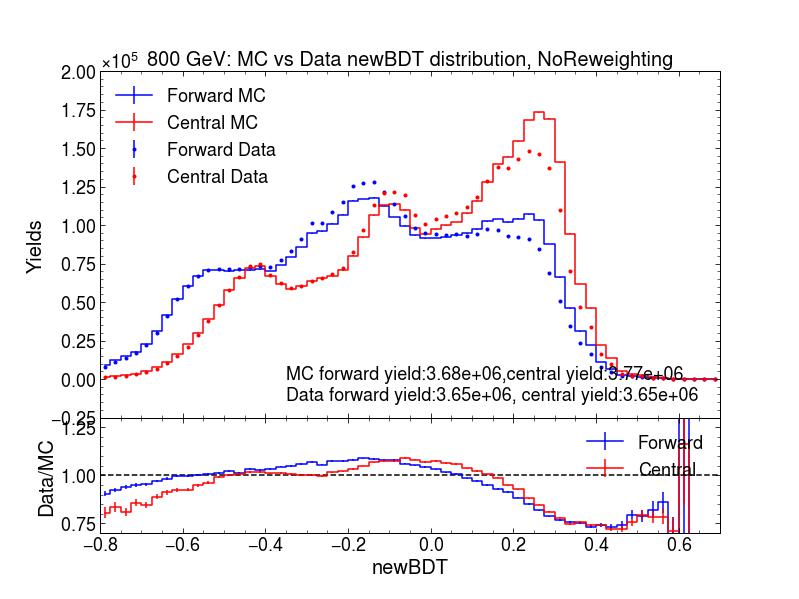 ×10⁵ 800 GeV: MC vs Data newBDT distribution, NoReweighting
2.00
1.75
1.50
1.25
1.00
0.75
0.50
0.25
0.00
−0.25
Yields
Forward MC
Central MC
Forward Data
Central Data
MC forward yield:3.68e+06,central yield:3.77e+06
Data forward yield:3.65e+06, central yield:3.65e+06
1.25
1.00
0.75
Data/MC
Forward
Central
−0.8 −0.6 −0.4 −0.2 0.0 0.2 0.4 0.6
newBDT